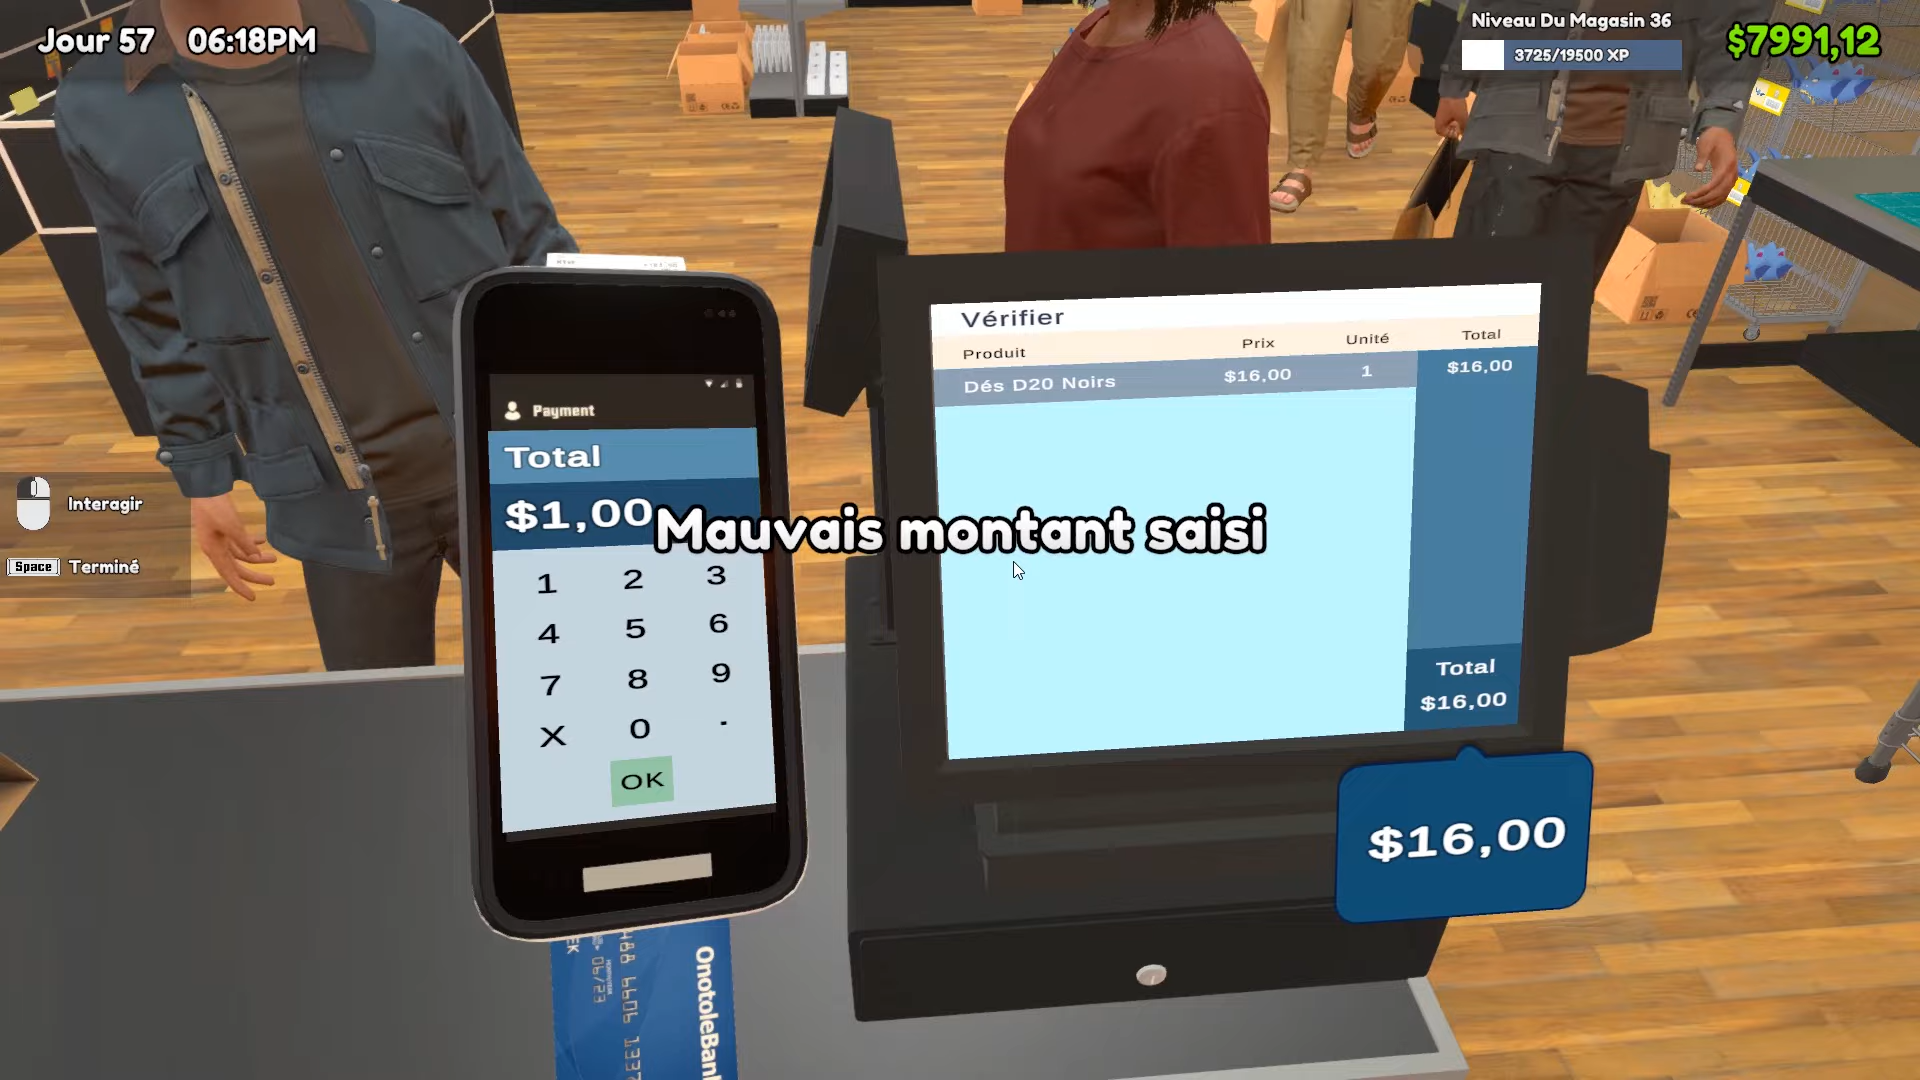 Jour 57 06:18PM
Niveau Du Magasin 36
3725/19500 XP
$7991,12
Interagir
Space Terminé
Payment
Total
$1,00
1 2 3
4 5 6
7 8 9
X 0 .
OK
Mauvais montant saisi
Vérifier
Produit Prix Unité Total
Dés D20 Noirs $16,00 1 $16,00
Total
$16,00
$16,00
OnotoleBank
06/23